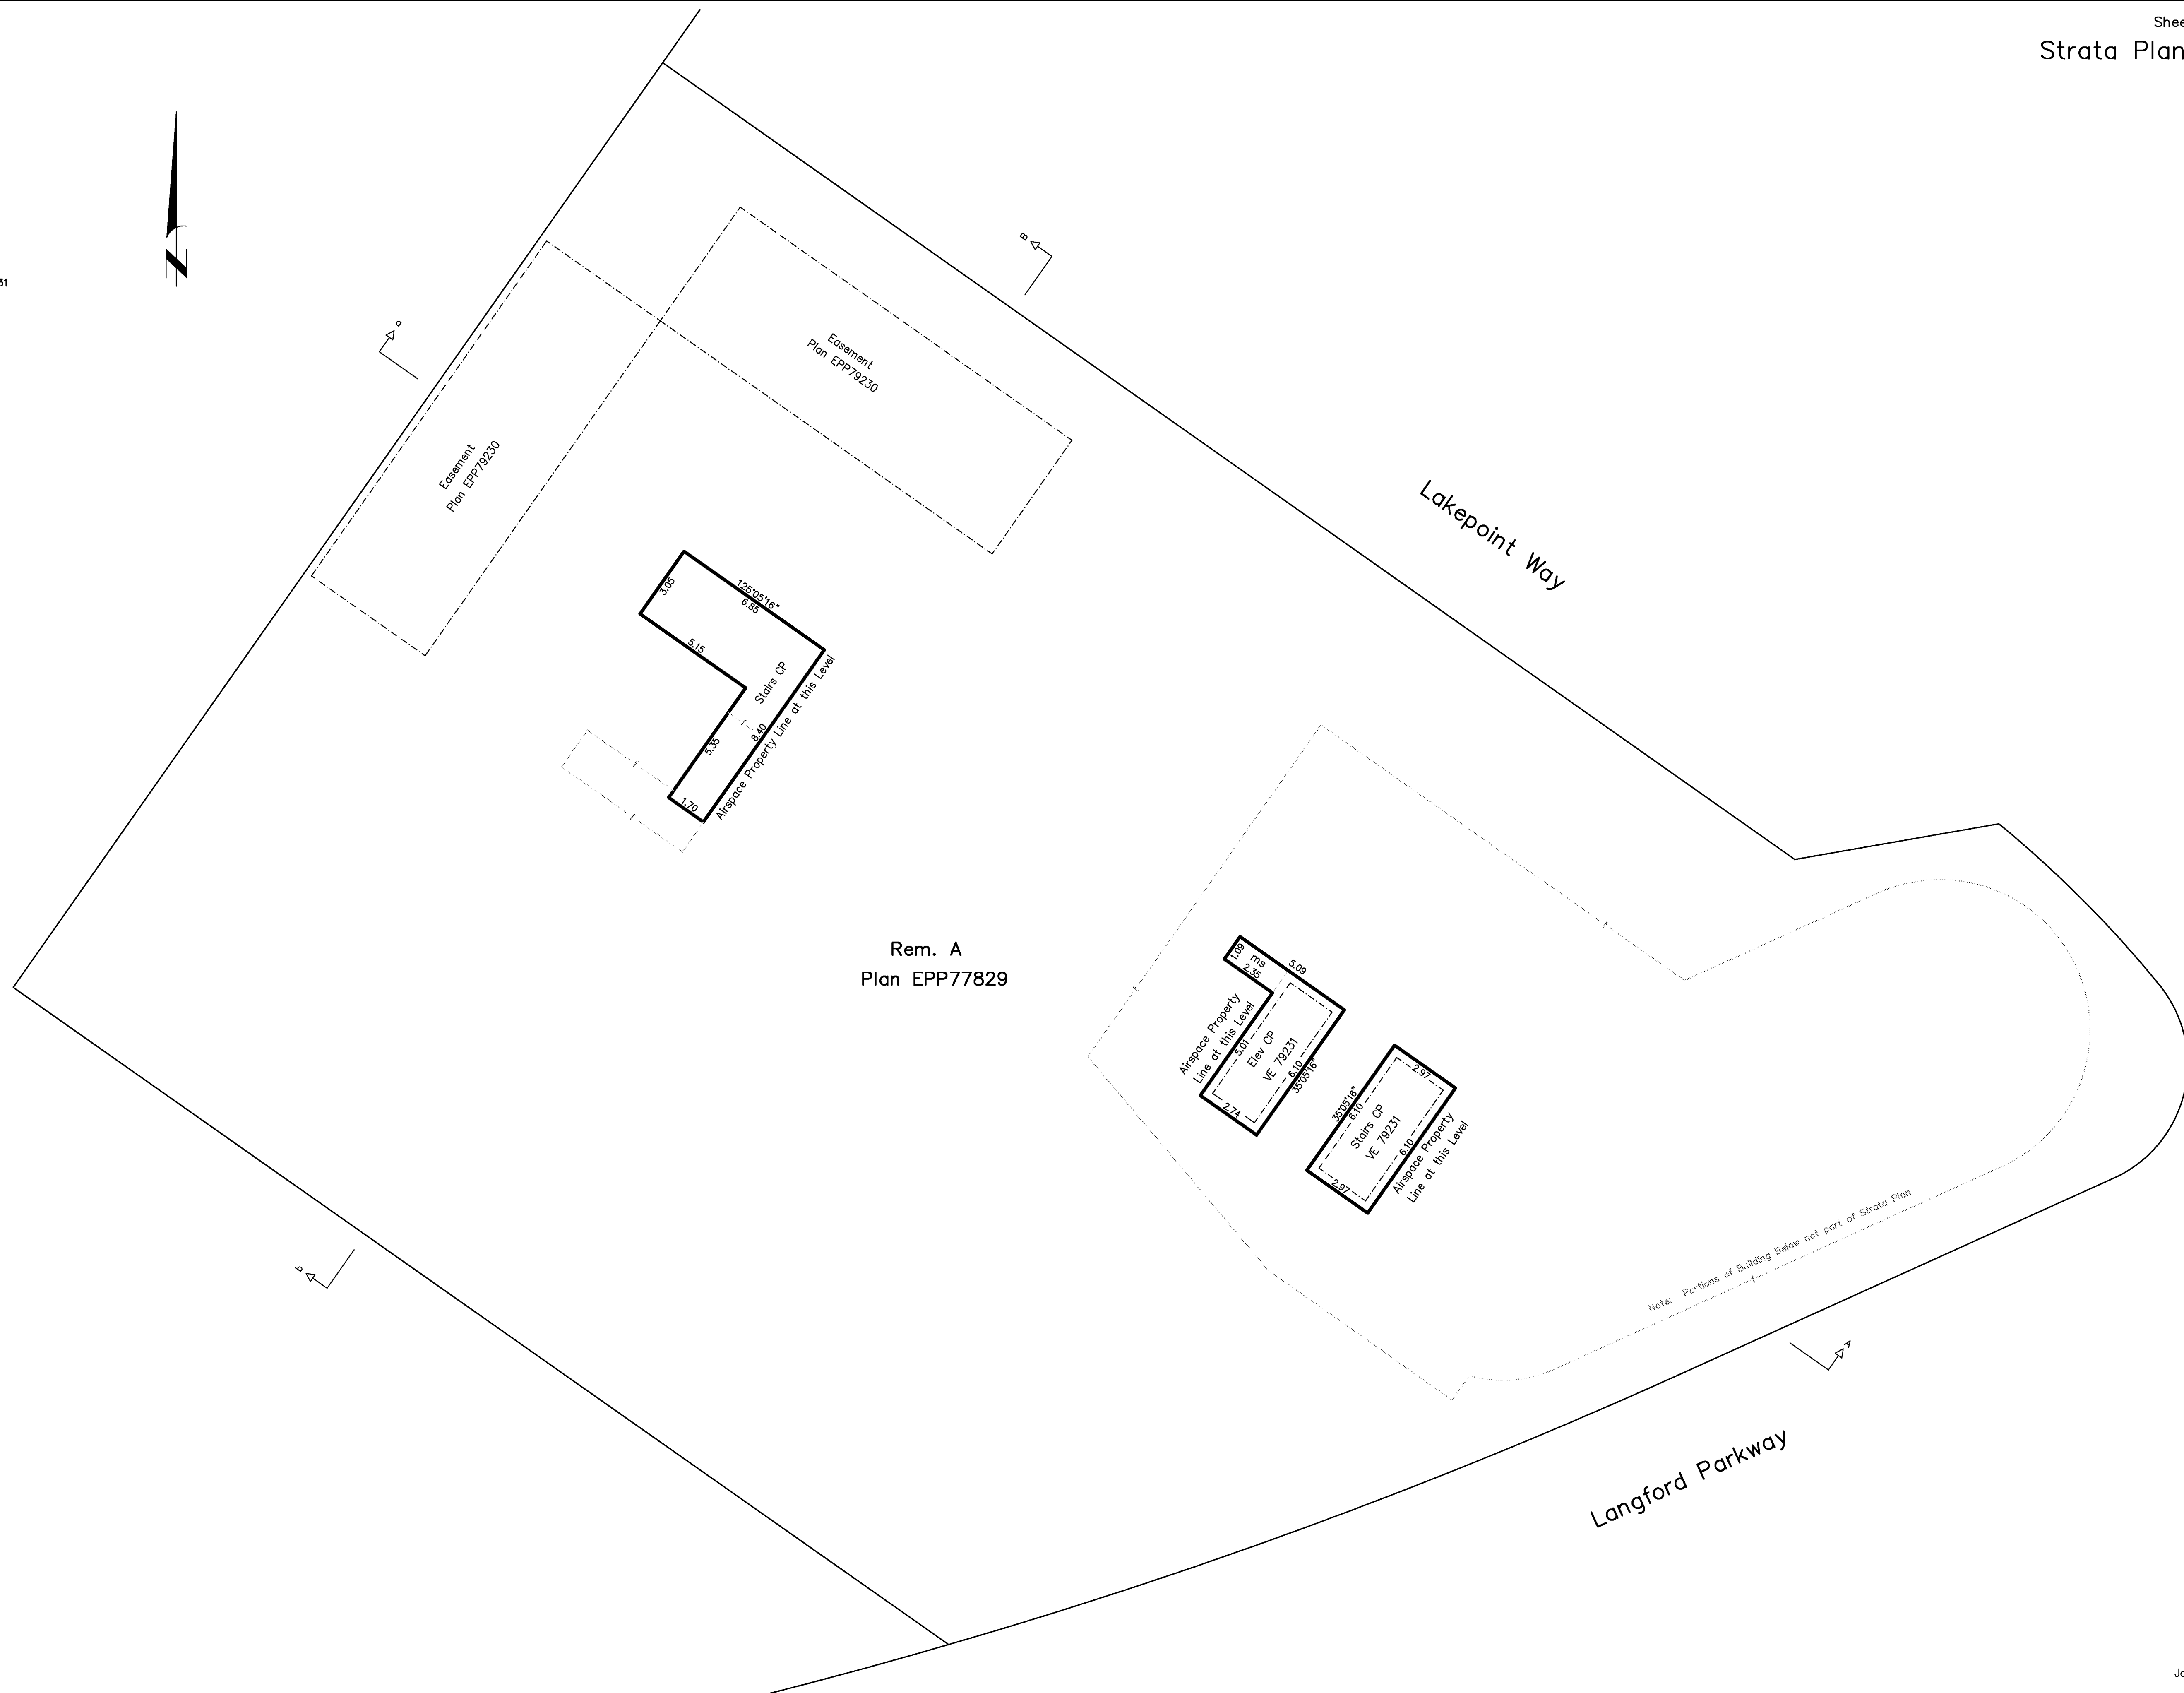 Shee
Strata Plan
N
31
B
a
Easement
Plan EPP79230
Easement
Plan EPP79230
Lakepoint Way
3.05
125°05'16"
6.85
5.15
Stairs CP
f
8.40
5.35
1.70
Airspace Property Line at this Level
f
f
Rem. A
Plan EPP77829
f
f
1.09
ms
2.35
5.09
Airspace Property
Line at this Level
5.01
Elev CP
VE 79231
6.10
35°05'16"
2.74
2.97
35°05'16"
6.10
Stairs CP
VE 79231
6.10
2.97
Airspace Property
Line at this Level
Note: Portions of Building Below not part of Strata Plan
f
b
A
Langford Parkway